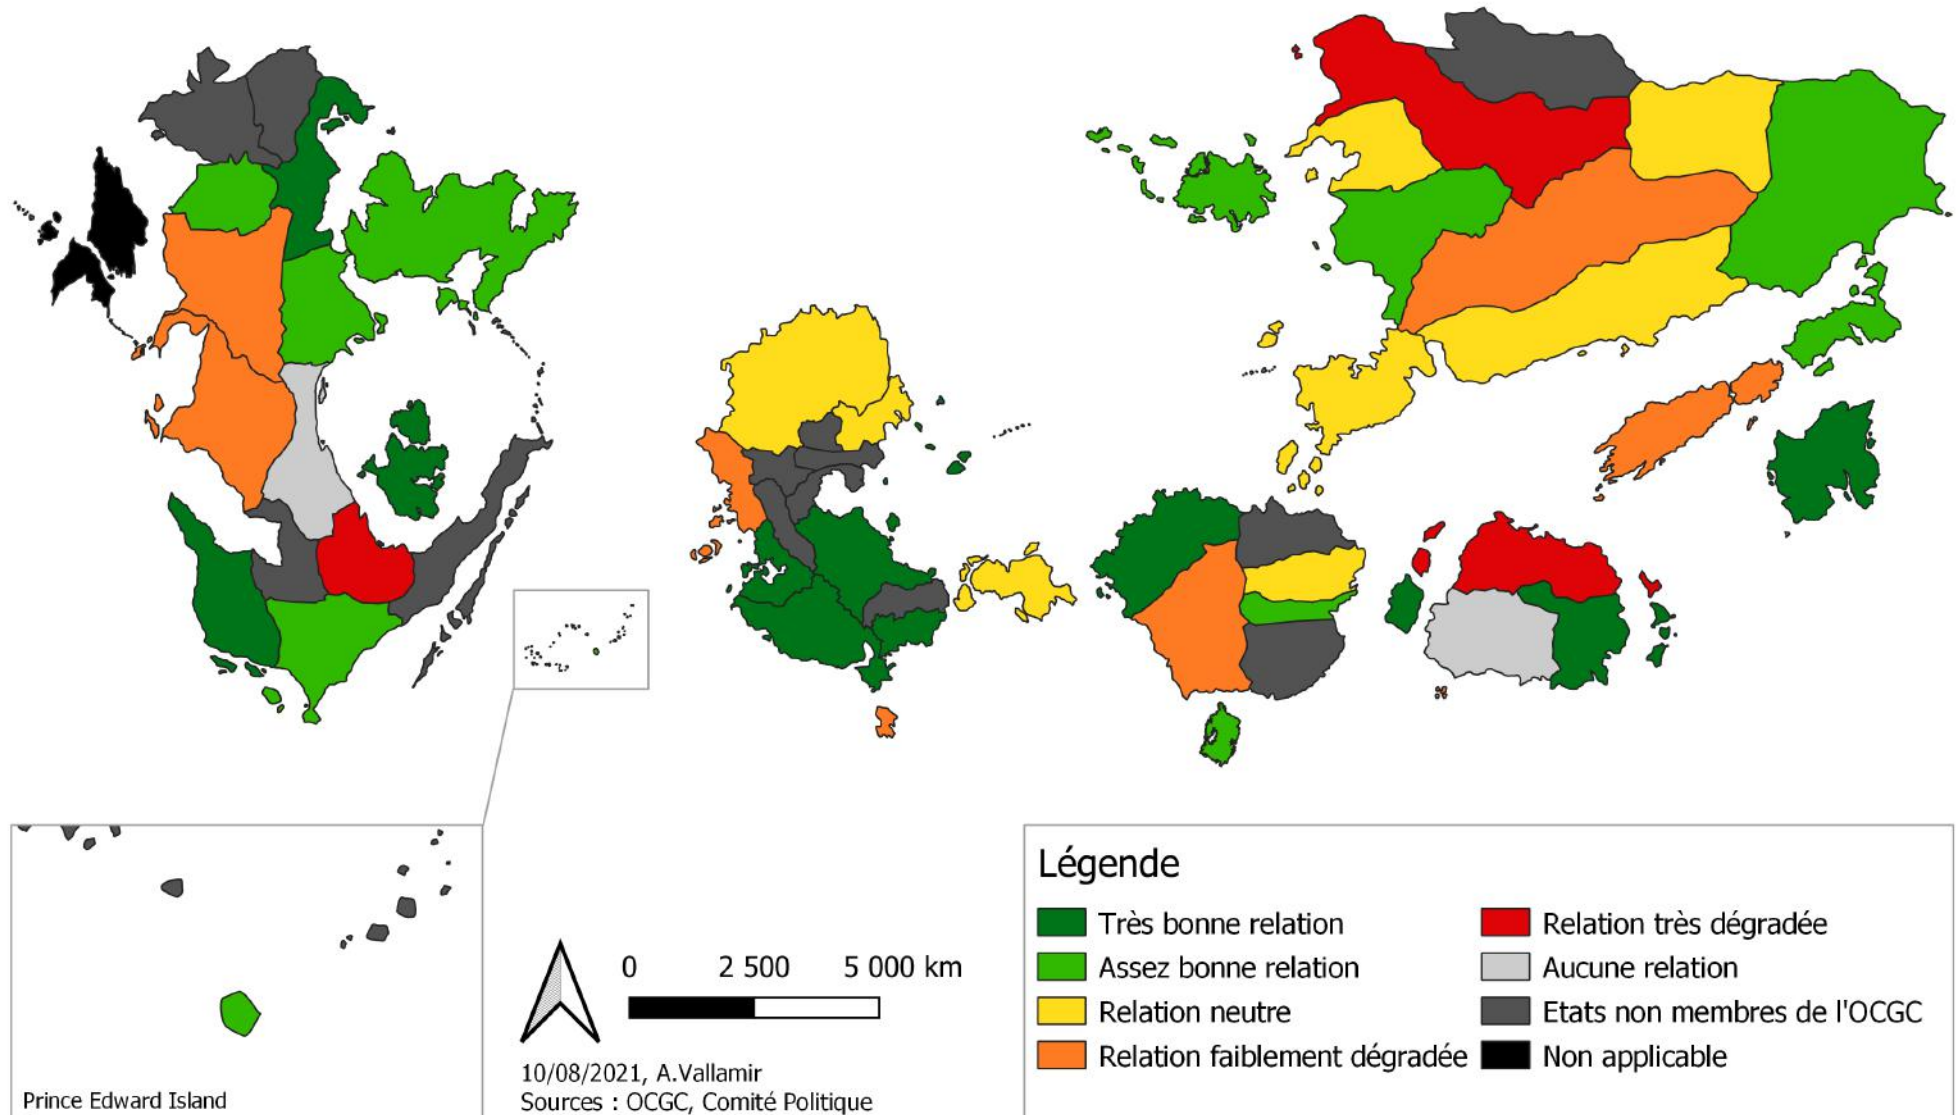 Légende
Très bonne relation
Assez bonne relation
Relation neutre
Relation faiblement dégradée
Relation très dégradée
Aucune relation
Etats non membres de l'OCGC
Non applicable
0 2 500 5 000 km
10/08/2021, A.Vallamir
Sources : OCGC, Comité Politique
Prince Edward Island